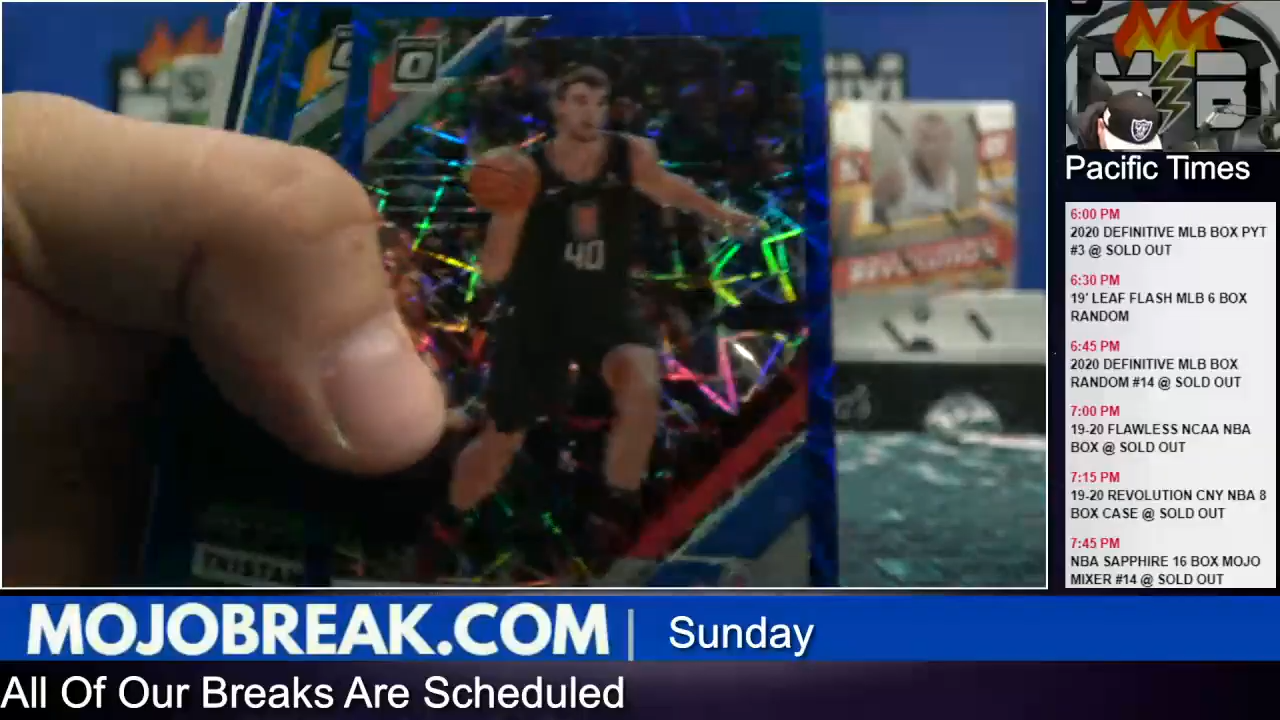 40
TRISTA
REVOLUTION
Pacific Times
6:00 PM
2020 DEFINITIVE MLB BOX PYT
#3 @ SOLD OUT
6:30 PM
19' LEAF FLASH MLB 6 BOX
RANDOM
6:45 PM
2020 DEFINITIVE MLB BOX
RANDOM #14 @ SOLD OUT
7:00 PM
19-20 FLAWLESS NCAA NBA
BOX @ SOLD OUT
7:15 PM
19-20 REVOLUTION CNY NBA 8
BOX CASE @ SOLD OUT
7:45 PM
NBA SAPPHIRE 16 BOX MOJO
MIXER #14 @ SOLD OUT
MOJOBREAK.COM | Sunday
All Of Our Breaks Are Scheduled